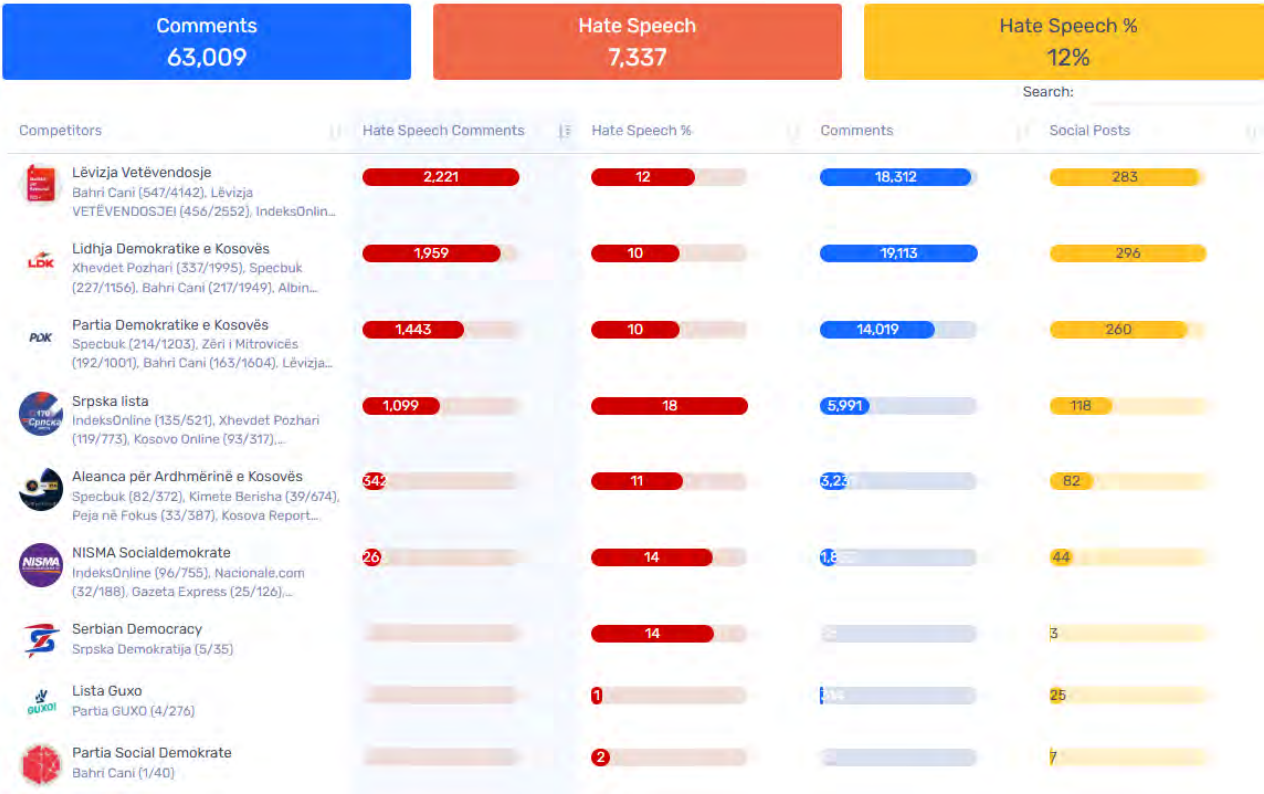 Comments
63,009
Hate Speech
7,337
Hate Speech %
12%
Search:
Competitors Hate Speech Comments Hate Speech % Comments Social Posts
Lëvizja Vetëvendosje
Bahri Cani (547/4142), Lëvizja
VETËVENDOSJE! (456/2552), IndeksOnlin...
2,221 12 18,312 283
LDK
Lidhja Demokratike e Kosovës
Xhevdet Pozhari (337/1995), Specbuk
(227/1156), Bahri Cani (217/1949), Albin...
1,959 10 19,113 296
PDK
Partia Demokratike e Kosovës
Specbuk (214/1203), Zëri i Mitrovicës
(192/1001), Bahri Cani (163/1604), Lëvizja...
1,443 10 14,019 260
Српска
Srpska lista
IndeksOnline (135/521), Xhevdet Pozhari
(119/773), Kosovo Online (93/317),...
1,099 18 5,991 118
Aleanca për Ardhmërinë e Kosovës
Specbuk (82/372), Kimete Berisha (39/674),
Peja në Fokus (33/387), Kosova Report...
342 11 82
NISMA
NISMA Socialdemokrate
IndeksOnline (96/755), Nacionale.com
(32/188), Gazeta Express (25/126),...
26 14 44
Serbian Democracy
Srpska Demokratija (5/35)
14 3
GUXO!
Lista Guxo
Partia GUXO (4/276)
1 25
Partia Social Demokrate
Bahri Cani (1/40)
2 7